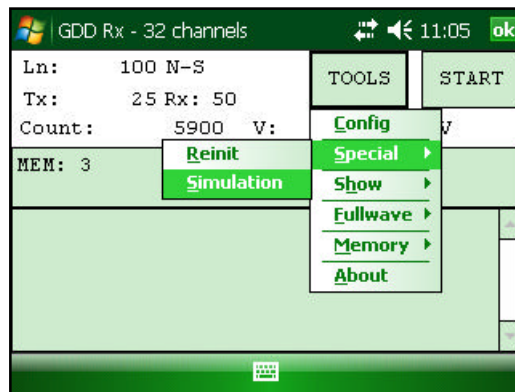 GDD Rx - 32 channels 11:05 ok
Ln: 100 N-S
TOOLS START
Tx: 25 Rx: 50
Count: 5900 V: V
MEM: 3
Config
Special
Show
Fullwave
Memory
About
Reinit
Simulation